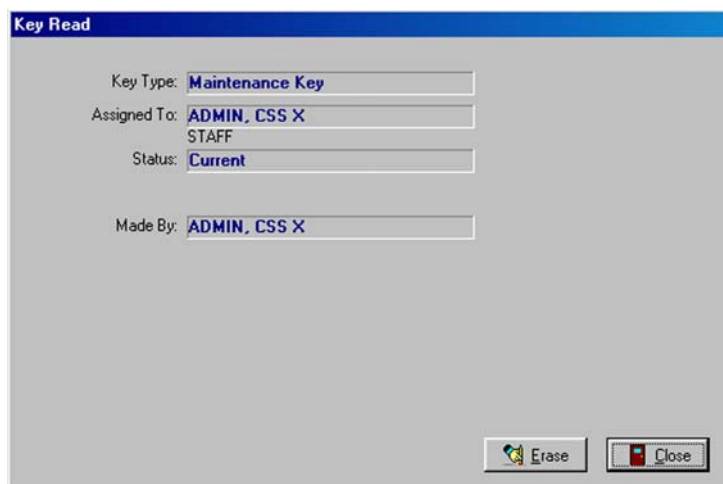 Key Read
Key Type: Maintenance Key
Assigned To: ADMIN, CSS X
STAFF
Status: Current
Made By: ADMIN, CSS X
Erase Close